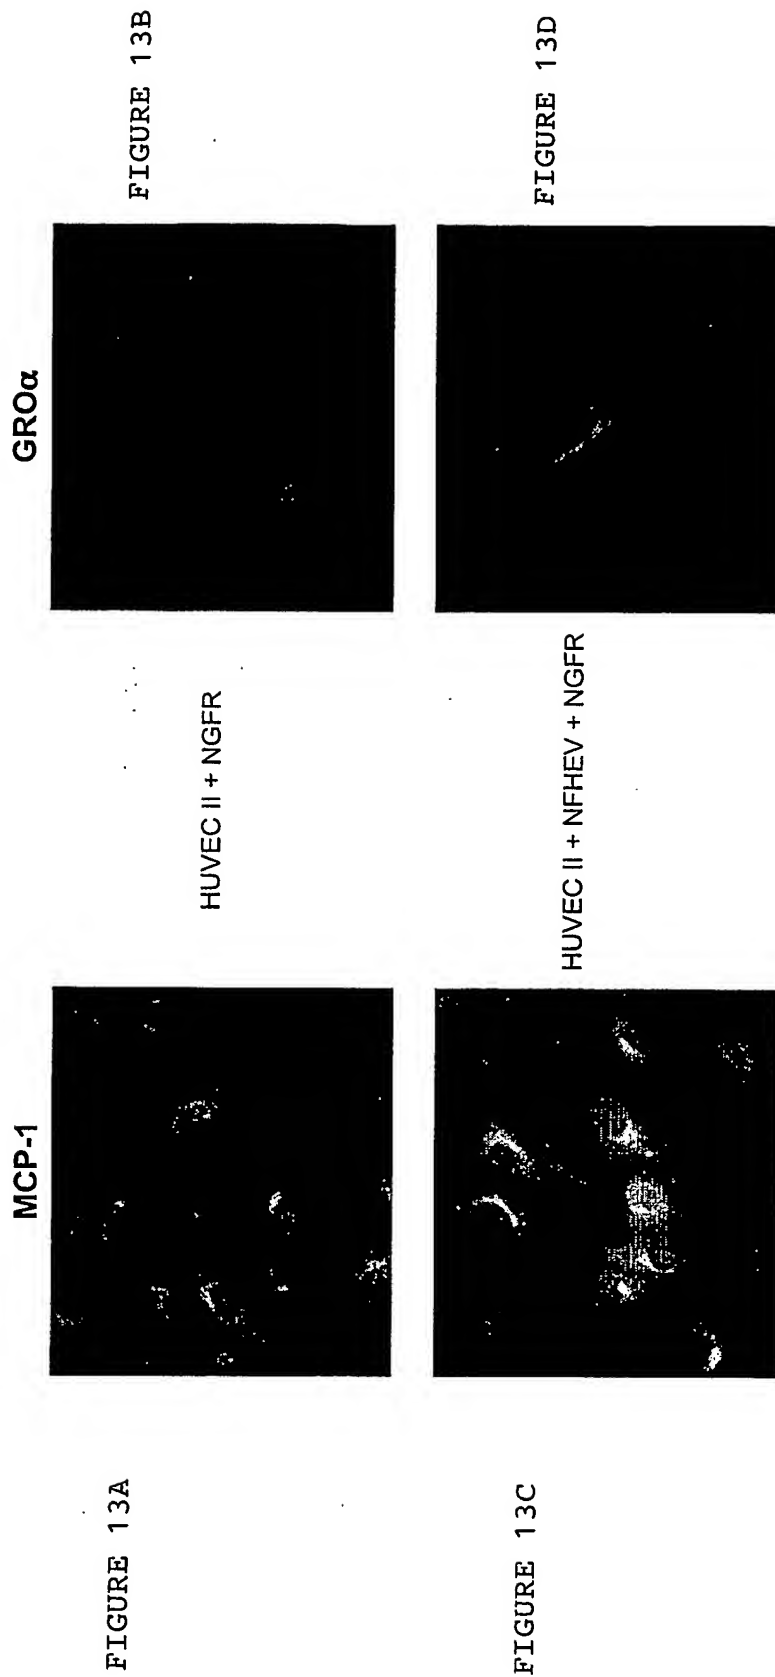 MCP-1
GROα
FIGURE 13A
HUVEC II + NGFR
FIGURE 13B
FIGURE 13C
HUVEC II + NFHEV + NGFR
FIGURE 13D